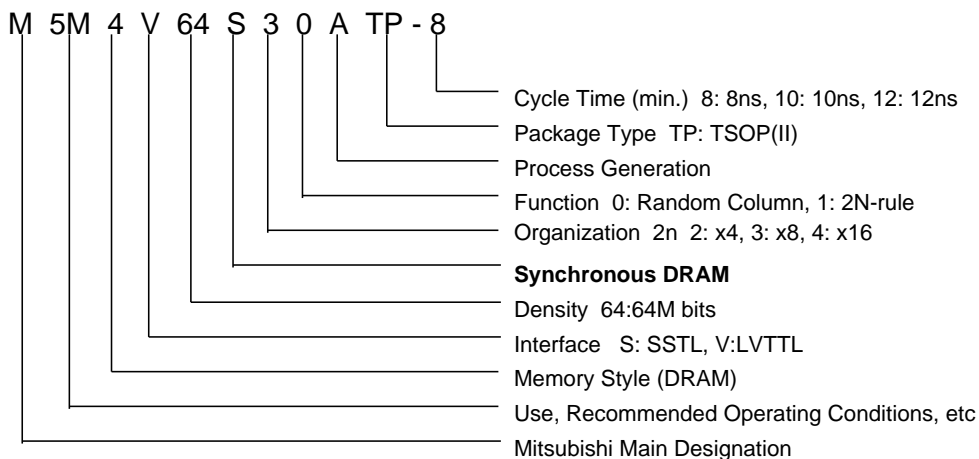 M 5M 4 V 64 S 3 0 A TP - 8
Cycle Time (min.) 8: 8ns, 10: 10ns, 12: 12ns
Package Type TP: TSOP(II)
Process Generation
Function 0: Random Column, 1: 2N-rule
Organization 2n 2: x4, 3: x8, 4: x16
Synchronous DRAM
Density 64:64M bits
Interface S: SSTL, V:LVTTL
Memory Style (DRAM)
Use, Recommended Operating Conditions, etc
Mitsubishi Main Designation